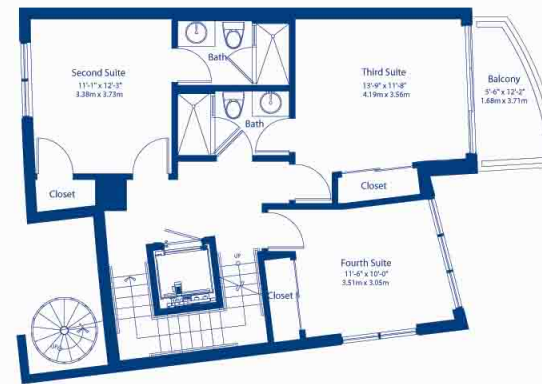 Second Suite
11'-1" x 12'-3"
3.38m x 3.73m
Bath
Third Suite
13'-9" x 11'-8"
4.19m x 3.56m
Balcony
5'-6" x 12'-2"
1.68m x 3.71m
Bath
Closet
Closet
Fourth Suite
11'-6" x 10'-0"
3.51m x 3.05m
Closet
UP
UP